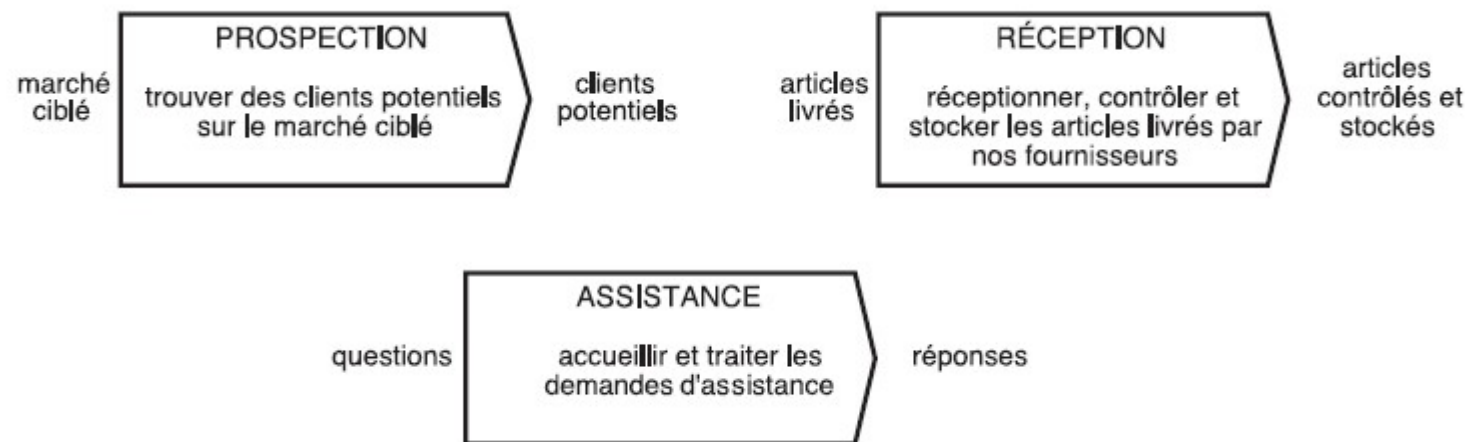 PROSPECTION
marché
ciblé
trouver des clients potentiels
sur le marché ciblé
clients
potentiels
RÉCEPTION
articles
livrés
réceptionner, contrôler et
stocker les articles livrés par
nos fournisseurs
articles
contrôlés et
stockés
ASSISTANCE
questions
accueillir et traiter les
demandes d'assistance
réponses